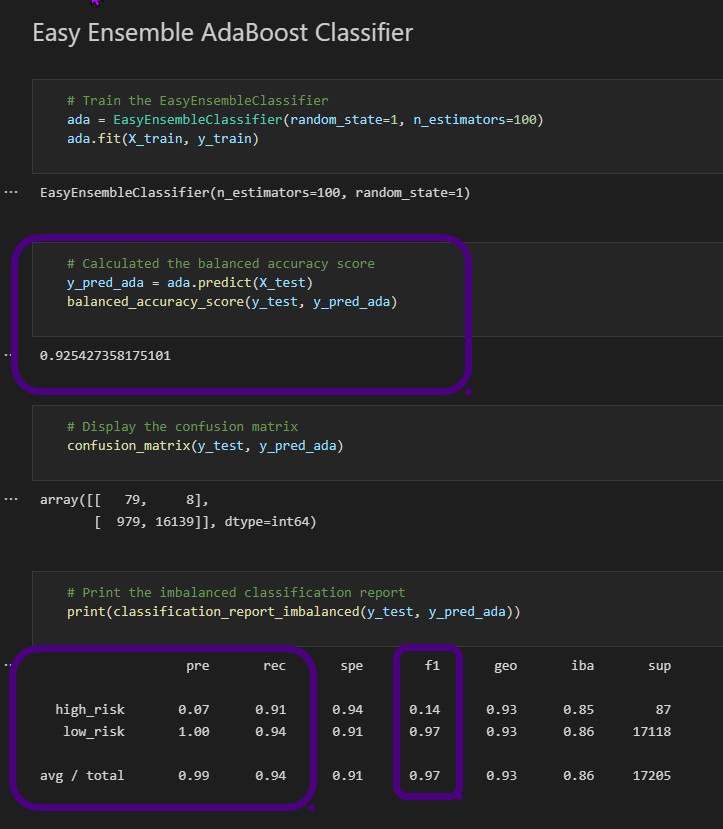 Easy Ensemble AdaBoost Classifier
# Train the EasyEnsembleClassifier
ada = EasyEnsembleClassifier(random_state=1, n_estimators=100)
ada.fit(X_train, y_train)
EasyEnsembleClassifier(n_estimators=100, random_state=1)
# Calculated the balanced accuracy score
y_pred_ada = ada.predict(X_test)
balanced_accuracy_score(y_test, y_pred_ada)
0.925427358175101
# Display the confusion matrix
confusion_matrix(y_test, y_pred_ada)
array([[   79,     8],
       [  979, 16139]], dtype=int64)
# Print the imbalanced classification report
print(classification_report_imbalanced(y_test, y_pred_ada))
pre rec spe f1 geo iba sup
high_risk 0.07 0.91 0.94 0.14 0.93 0.85 87
low_risk 1.00 0.94 0.91 0.97 0.93 0.86 17118
avg / total 0.99 0.94 0.91 0.97 0.93 0.86 17205